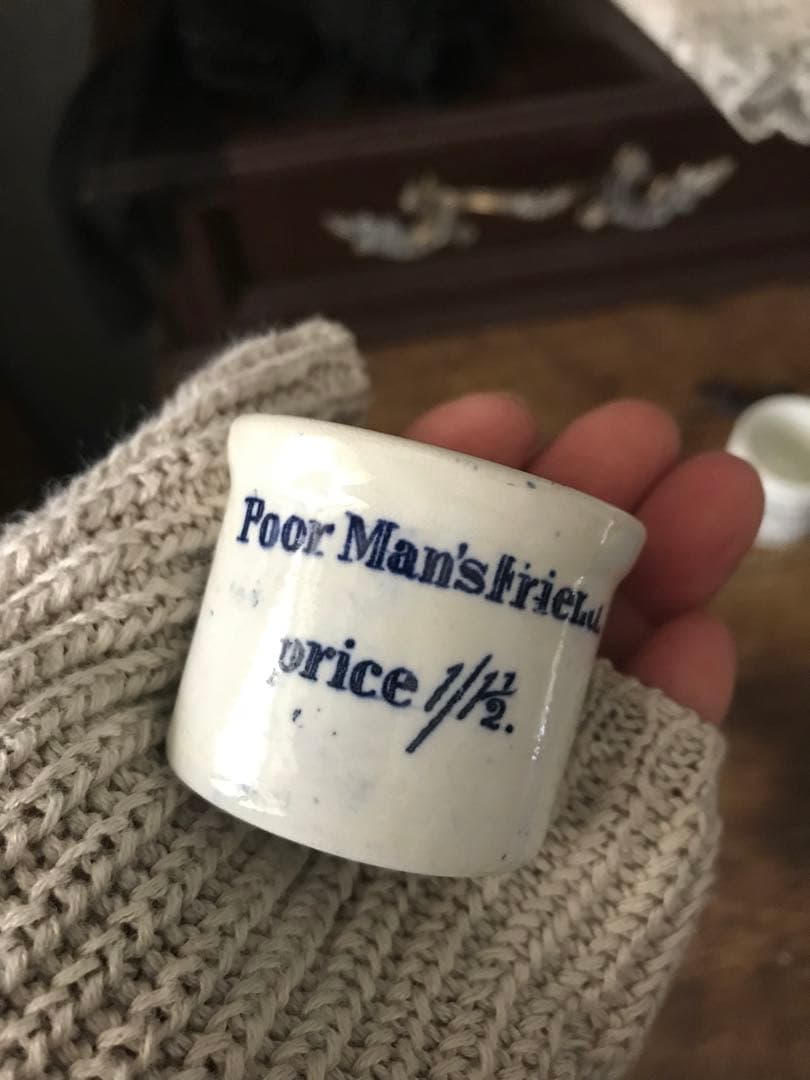 Poor Man's Friend
price 1/1½.